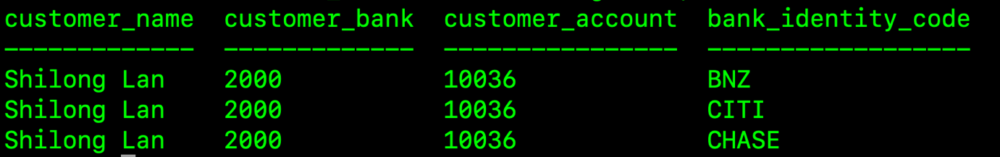 customer_name  customer_bank  customer_account  bank_identity_code
-------------  -------------  ----------------  ------------------
Shilong Lan    2000           10036             BNZ
Shilong Lan    2000           10036             CITI
Shilong Lan    2000           10036             CHASE